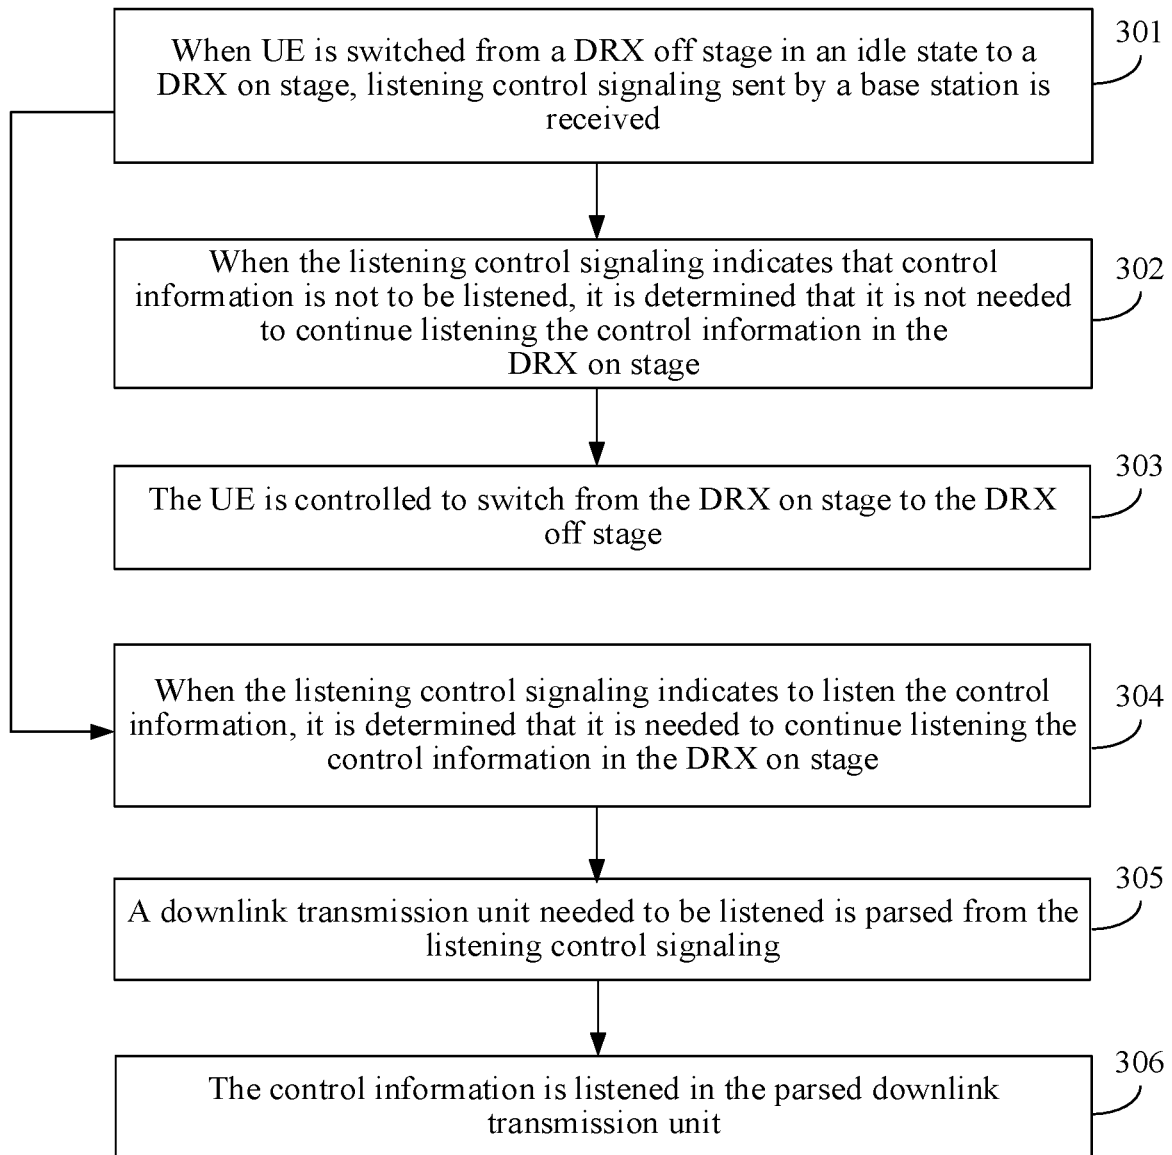 When UE is switched from a DRX off stage in an idle state to a
DRX on stage, listening control signaling sent by a base station is
received
301
When the listening control signaling indicates that control
information is not to be listened, it is determined that it is not needed
to continue listening the control information in the
DRX on stage
302
The UE is controlled to switch from the DRX on stage to the DRX
off stage
303
When the listening control signaling indicates to listen the control
information, it is determined that it is needed to continue listening the
control information in the DRX on stage
304
A downlink transmission unit needed to be listened is parsed from the
listening control signaling
305
The control information is listened in the parsed downlink
transmission unit
306